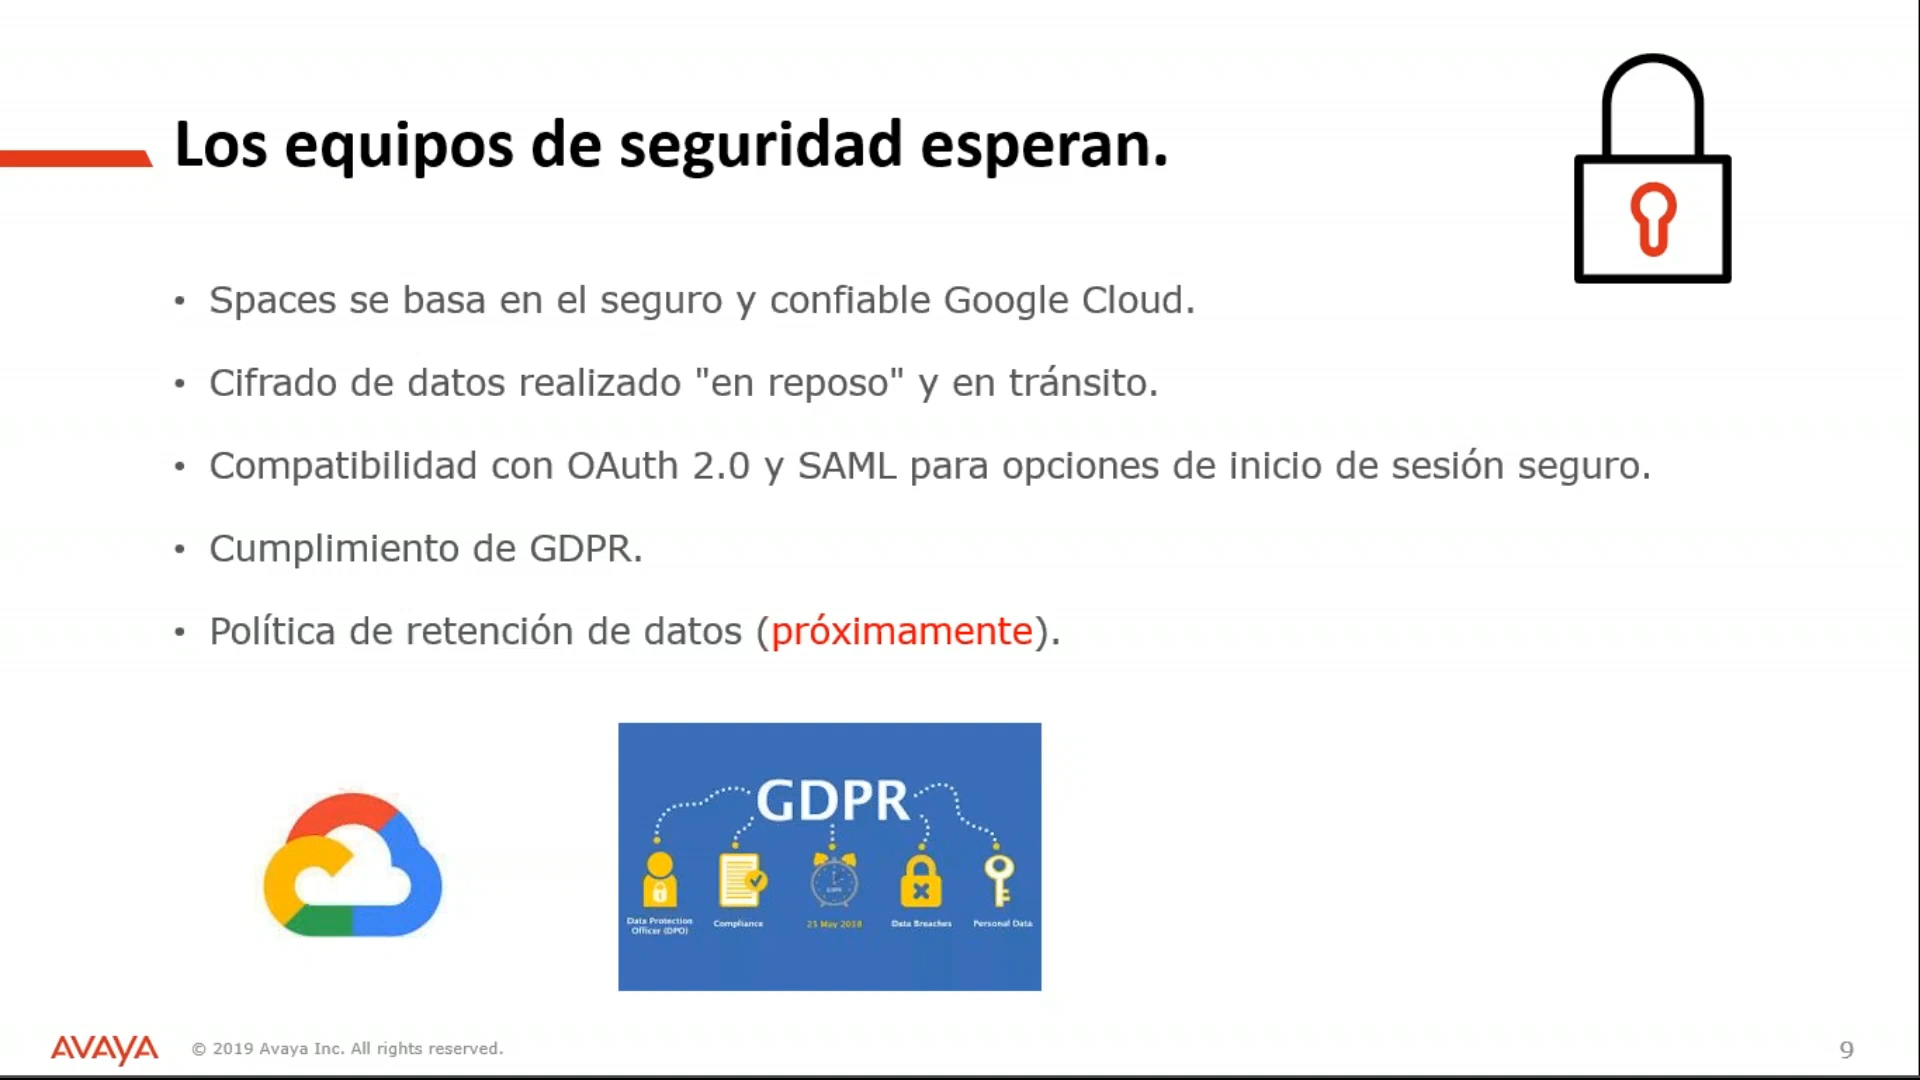 Los equipos de seguridad esperan.
• Spaces se basa en el seguro y confiable Google Cloud.
• Cifrado de datos realizado "en reposo" y en tránsito.
• Compatibilidad con OAuth 2.0 y SAML para opciones de inicio de sesión seguro.
• Cumplimiento de GDPR.
• Política de retención de datos (próximamente).
GDPR
Data Protection
Officer (DPO)
Compliance
25 May 2018
Data Breaches
Personal Data
AVAYA
© 2019 Avaya Inc. All rights reserved.
9